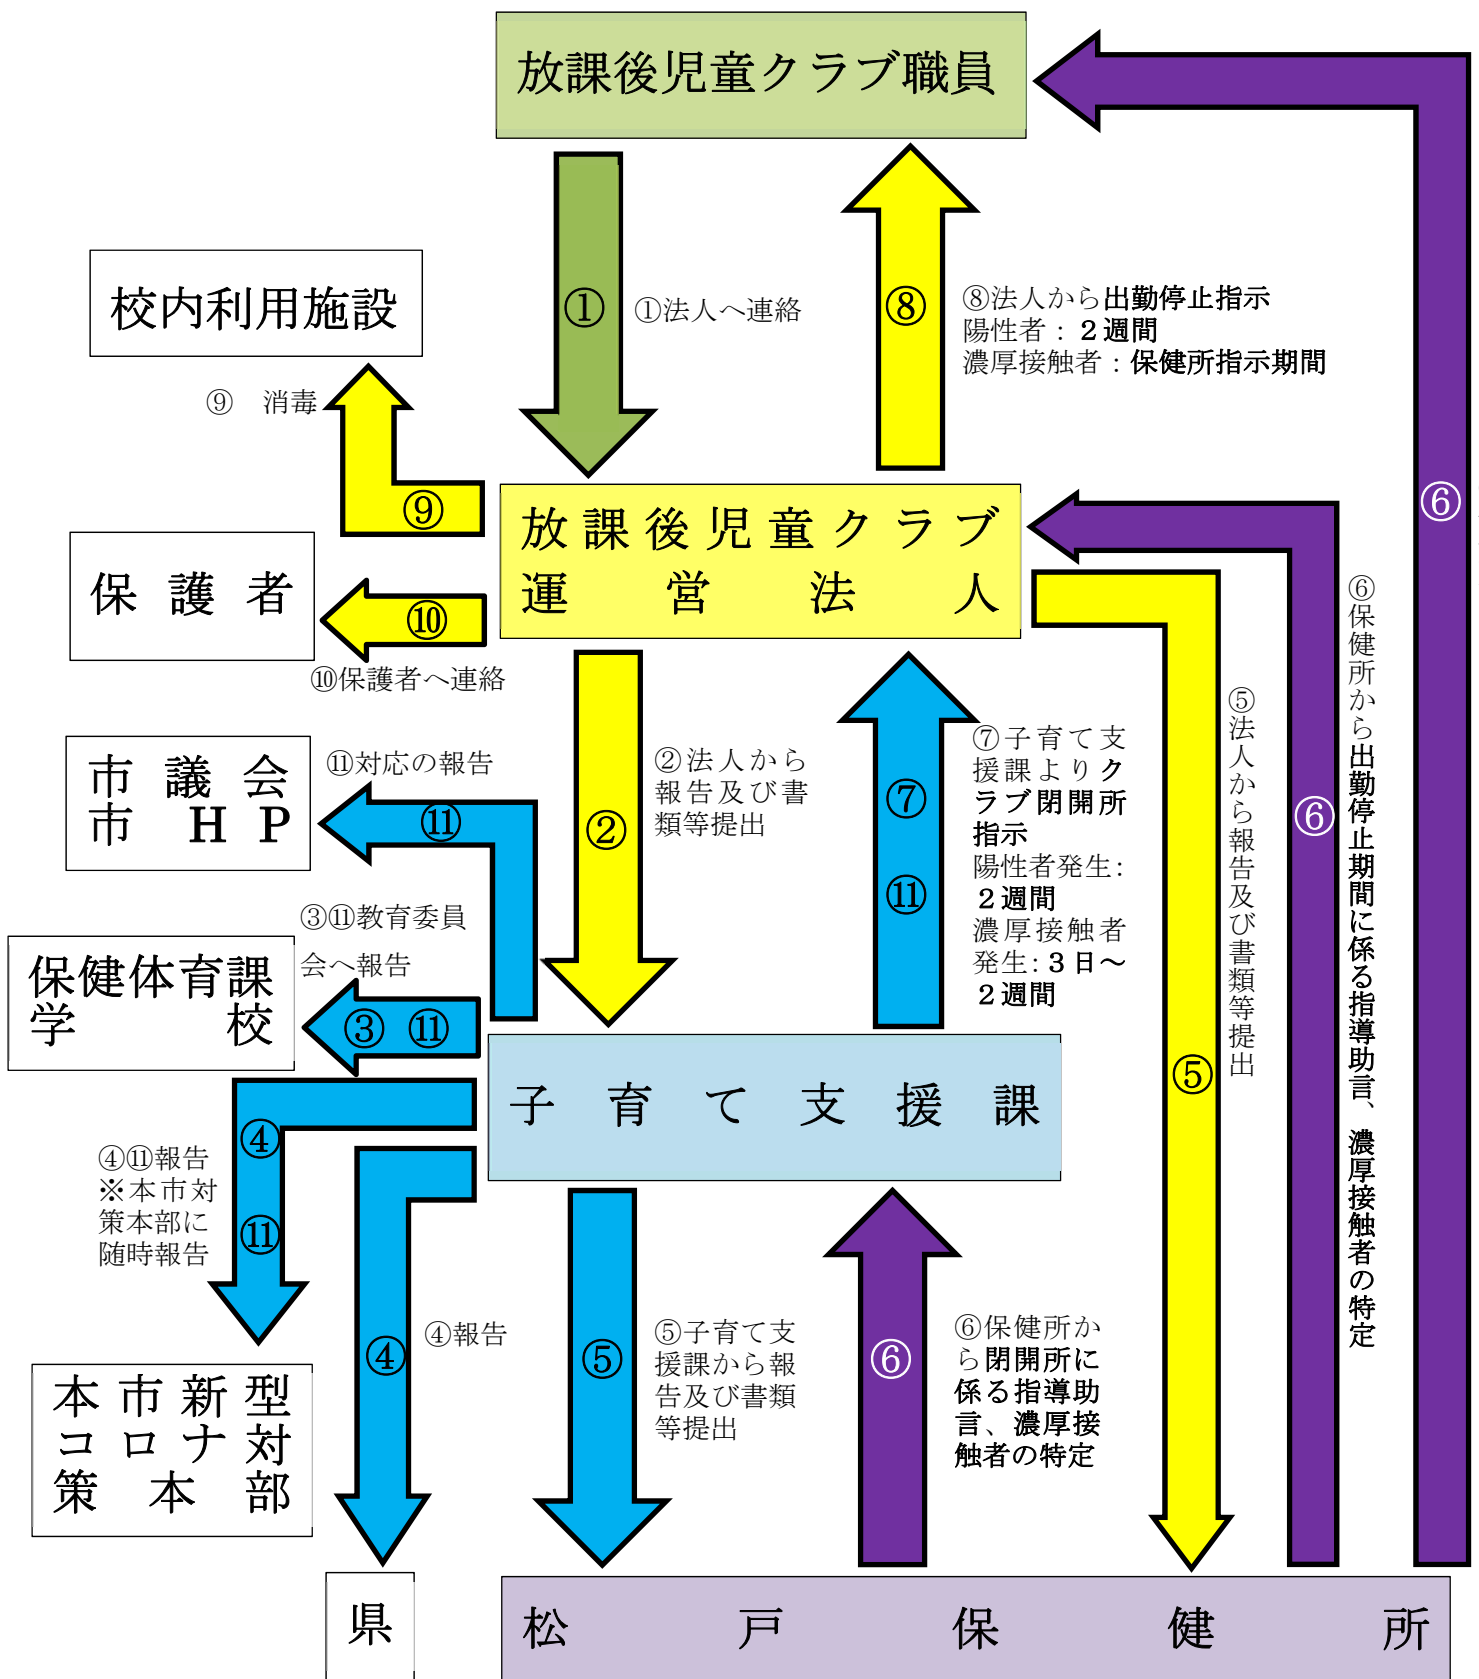 放課後児童クラブ職員
①
①法人へ連絡
⑧
⑧法人から出勤停止指示
陽性者：２週間
濃厚接触者：保健所指示期間
校内利用施設
⑨　消毒
⑨
放課後児童クラブ
運営法人
⑥
⑥
⑥保健所から出勤停止期間に係る指導助言、濃厚接触者の特定
保護者
⑩
⑩保護者へ連絡
②
②法人から
報告及び書
類等提出
⑦
⑪
⑦子育て支
援課よりク
ラブ閉開所
指示
陽性者発生：
２週間
濃厚接触者
発生：３日～
２週間
⑤
⑤法人から報告及び書類等提出
市議会
市ＨＰ
⑪対応の報告
⑪
③⑪教育委員
会へ報告
保健体育課
学校
③ ⑪
子育て支援課
④
⑪
④⑪報告
※本市対
策本部に
随時報告
④
④報告
⑤
⑤子育て支
援課から報
告及び書類
等提出
⑥
⑥保健所か
ら閉開所に
係る指導助
言、濃厚接
触者の特定
本市新型
コロナ対
策本部
県
松戸保健所